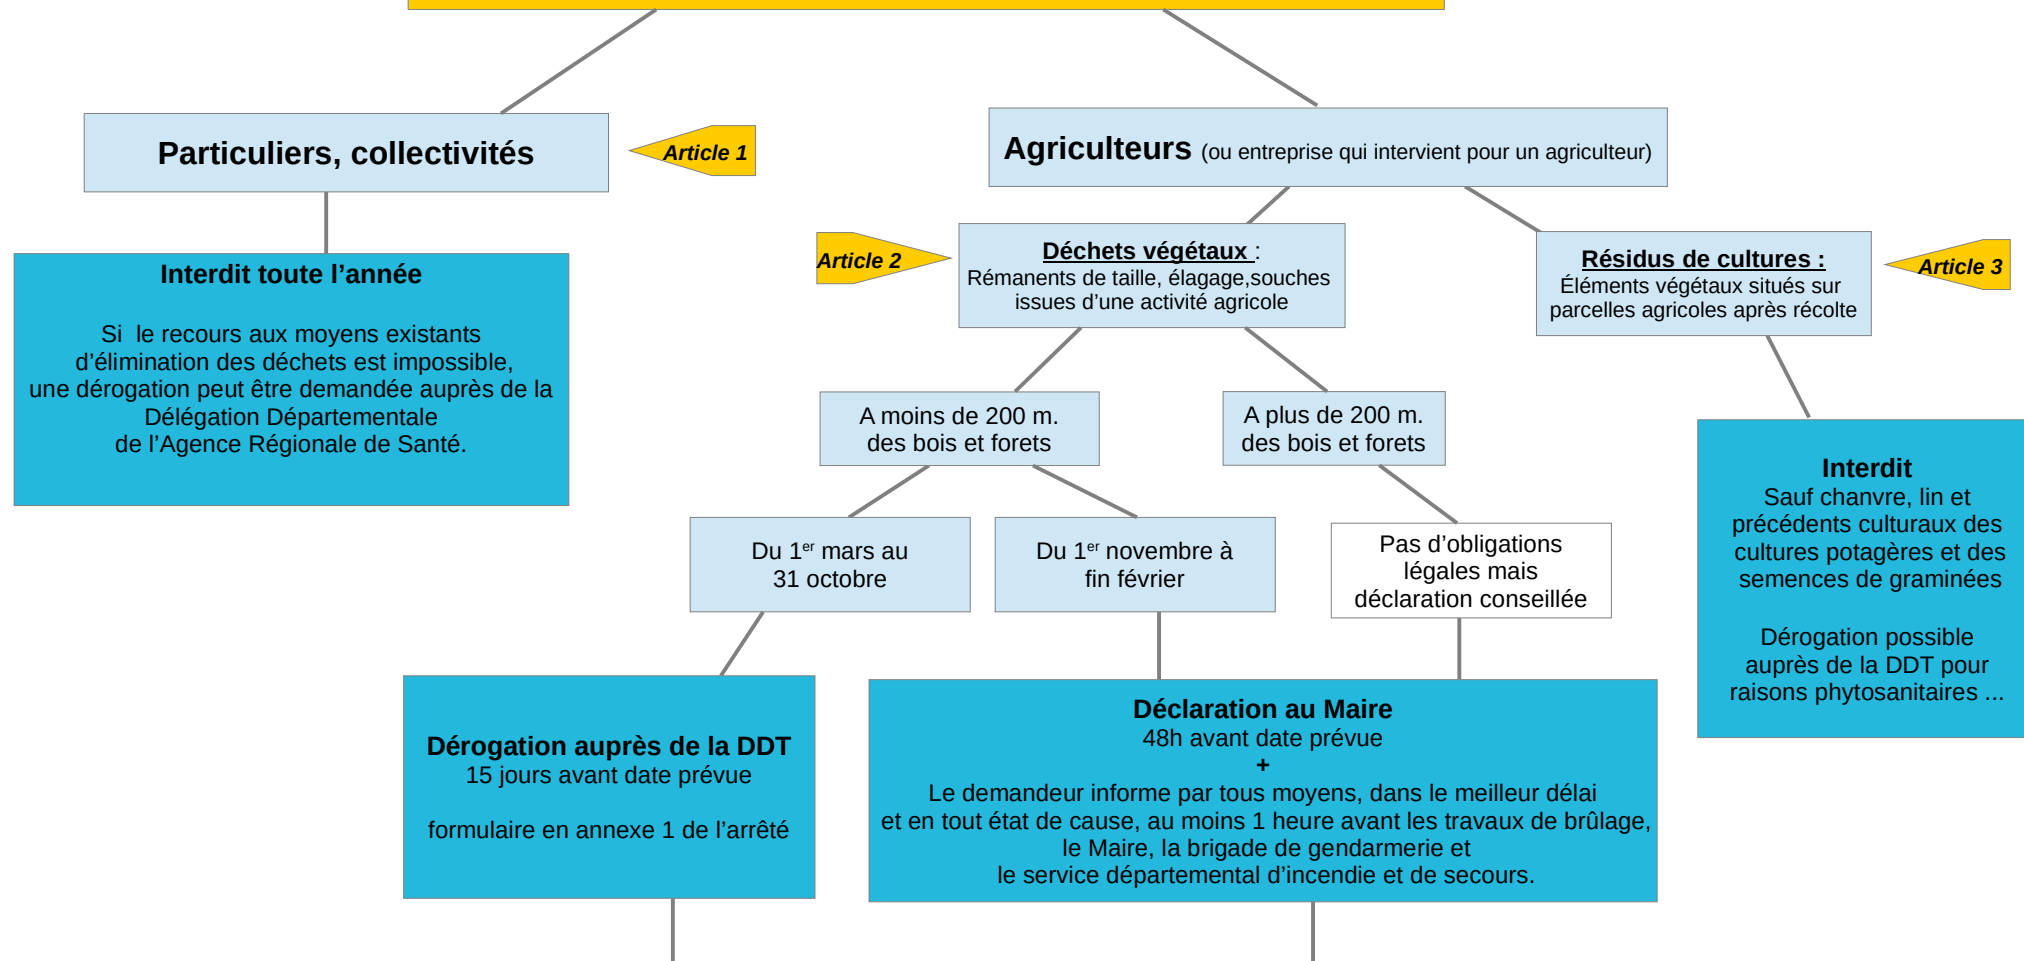 Particuliers, collectivités
Article 1
Agriculteurs (ou entreprise qui intervient pour un agriculteur)
Interdit toute l’année
Si le recours aux moyens existants
d’élimination des déchets est impossible,
une dérogation peut être demandée auprès de la
Délégation Départementale
de l’Agence Régionale de Santé.
Article 2
Déchets végétaux :
Rémanents de taille, élagage,souches
issues d’une activité agricole
Résidus de cultures :
Éléments végétaux situés sur
parcelles agricoles après récolte
Article 3
A moins de 200 m.
des bois et forets
A plus de 200 m.
des bois et forets
Du 1er mars au
31 octobre
Du 1er novembre à
fin février
Pas d’obligations
légales mais
déclaration conseillée
Interdit
Sauf chanvre, lin et
précédents culturaux des
cultures potagères et des
semences de graminées
Dérogation possible
auprès de la DDT pour
raisons phytosanitaires ...
Dérogation auprès de la DDT
15 jours avant date prévue
formulaire en annexe 1 de l’arrêté
Déclaration au Maire
48h avant date prévue
+
Le demandeur informe par tous moyens, dans le meilleur délai
et en tout état de cause, au moins 1 heure avant les travaux de brûlage,
le Maire, la brigade de gendarmerie et
le service départemental d’incendie et de secours.